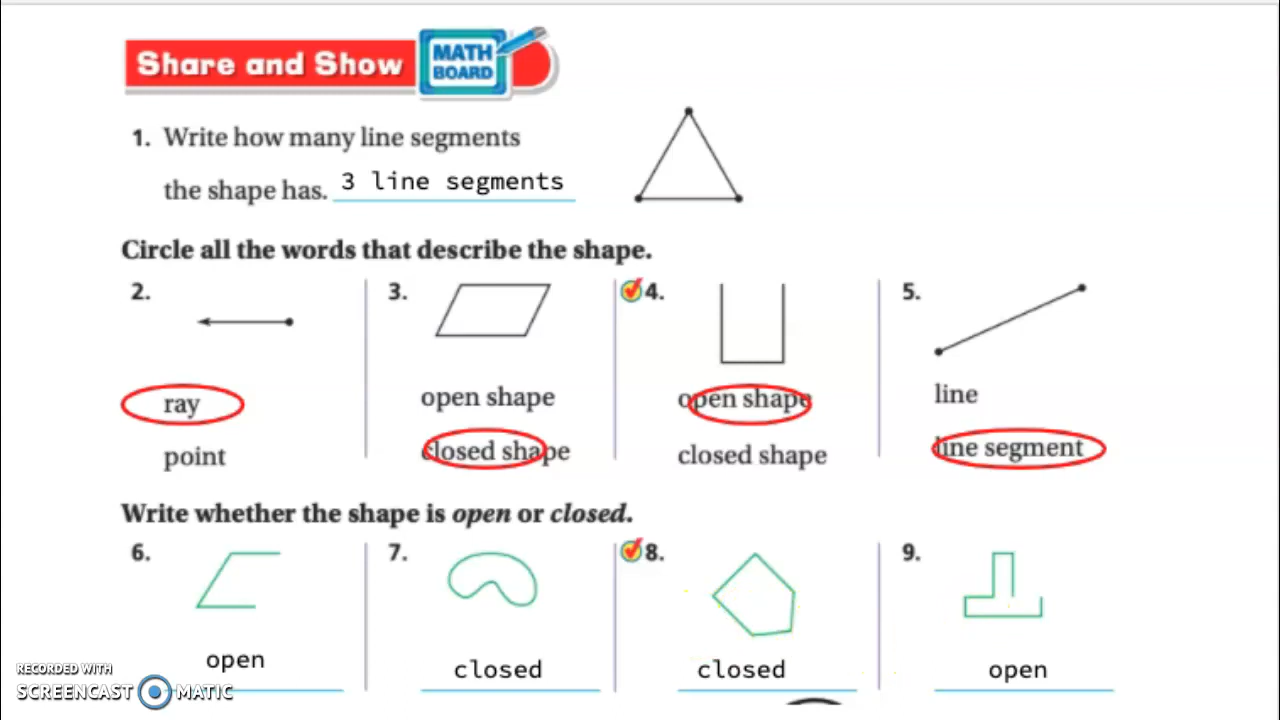 Share and Show
MATH
BOARD
1. Write how many line segments
the shape has. 3 line segments
Circle all the words that describe the shape.
2. 3. 4. 5.
ray open shape open shape line
point closed shape closed shape line segment
Write whether the shape is open or closed.
6. 7. 8. 9.
open closed closed open
RECORDED WITH
SCREENCAST MATIC